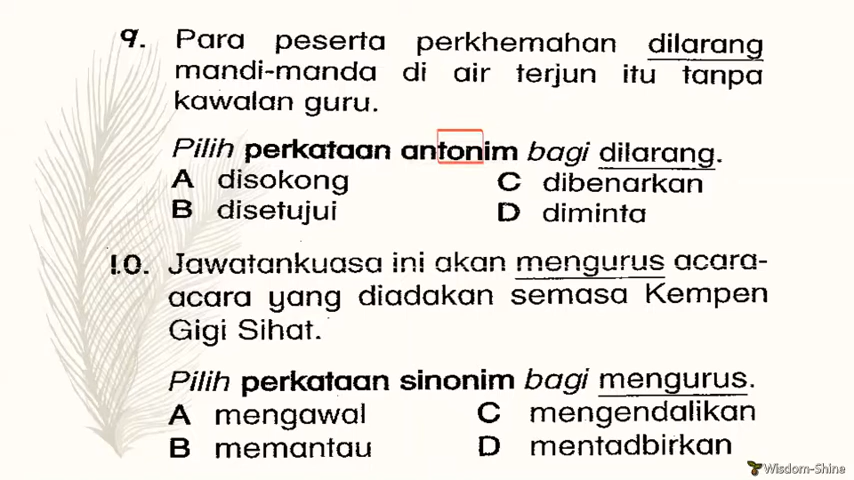 9. Para peserta perkhemahan dilarang
mandi-manda di air terjun itu tanpa
kawalan guru.
Pilih perkataan antonim bagi dilarang.
A disokong C dibenarkan
B disetujui D diminta
10. Jawatankuasa ini akan mengurus acara-
acara yang diadakan semasa Kempen
Gigi Sihat.
Pilih perkataan sinonim bagi mengurus.
A mengawal C mengendalikan
B memantau D mentadbirkan
Wisdom-Shine